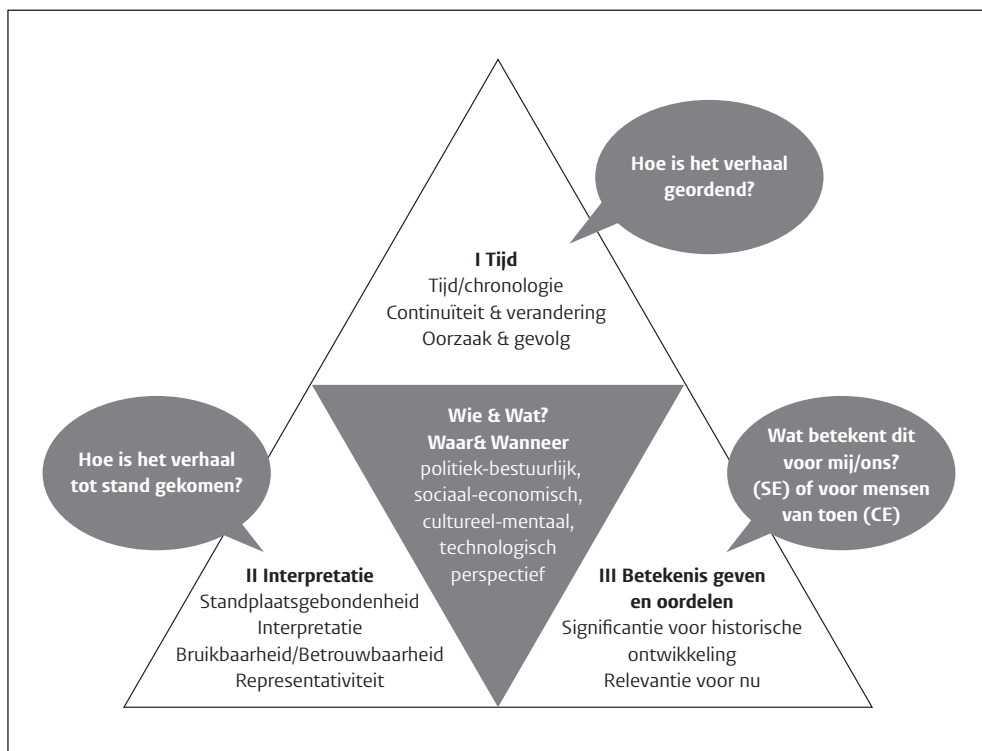 Hoe is het verhaal
geordend?
I Tijd
Tijd/chronologie
Continuïteit & verandering
Oorzaak & gevolg
Hoe is het verhaal
tot stand gekomen?
Wie & Wat?
Waar& Wanneer
politiek-bestuurlijk,
sociaal-economisch,
cultureel-mentaal,
technologisch
perspectief
Wat betekent dit
voor mij/ons?
(SE) of voor mensen
van toen (CE)
II Interpretatie
Standplaatsgebondenheid
Interpretatie
Bruikbaarheid/Betrouwbaarheid
Representativiteit
III Betekenis geven
en oordelen
Significantie voor historische
ontwikkeling
Relevantie voor nu